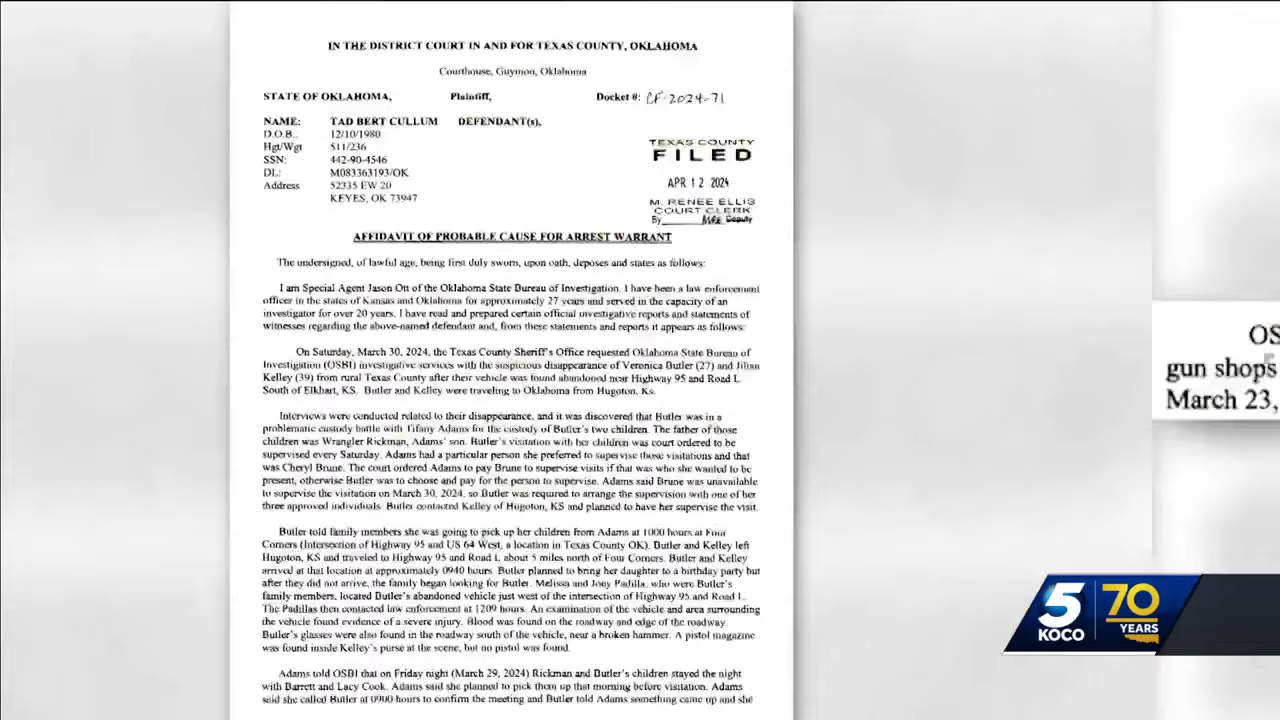 IN THE DISTRICT COURT IN AND FOR TEXAS COUNTY, OKLAHOMA
Courthouse, Guymon, Oklahoma
STATE OF OKLAHOMA, Plaintiff, Docket #: CF-2024-71
NAME: TAD BERT CULLUM DEFENDANT(s),
D.O.B.. 12/10/1980
Hgt/Wgt 511/236
SSN: [redacted]
DL: [redacted]
Address 52335 EW 20
KEYES, OK 73947
TEXAS COUNTY
FILED
APR 12 2024
M. RENEE ELLIS
COURT CLERK
By Deputy
AFFIDAVIT OF PROBABLE CAUSE FOR ARREST WARRANT
The undersigned, of lawful age, being first duly sworn, upon oath, deposes and states as follows:
I am Special Agent Jason Ott of the Oklahoma State Bureau of Investigation. I have been a law enforcement
officer in the states of Kansas and Oklahoma for approximately 27 years and served in the capacity of an
investigator for over 20 years. I have read and prepared certain official investigative reports and statements of
witnesses regarding the above-named defendant and, from these statements and reports it appears as follows:
On Saturday, March 30, 2024, the Texas County Sheriff's Office requested Oklahoma State Bureau of
Investigation (OSBI) investigative services with the suspicious disappearance of Veronica Butler (27) and Jilian
Kelley (39) from rural Texas County after their vehicle was found abandoned near Highway 95 and Road L
South of Elkhart, KS. Butler and Kelley were traveling to Oklahoma from Hugoton, Ks.
Interviews were conducted related to their disappearance, and it was discovered that Butler was in a
problematic custody battle with Tifany Adams for the custody of Butler's two children. The father of those
children was Wrangler Rickman, Adams' son. Butler's visitation with her children was court ordered to be
supervised every Saturday. Adams had a particular person she preferred to supervise those visitations and that
was Cheryl Brune. The court ordered Adams to pay Brune to supervise visits if that was who she wanted to be
present, otherwise Butler was to choose and pay for the person to supervise. Adams said Brune was unavailable
to supervise the visitation on March 30, 2024, so Butler was required to arrange the supervision with one of her
three approved individuals. Butler contacted Kelley of Hugoton, KS and planned to have her supervise the visit.
Butler told family members she was going to pick up her children from Adams at 1000 hours at Four
Corners (Intersection of Highway 95 and US 64 West, a location in Texas County OK). Butler and Kelley left
Hugoton, KS and traveled to Highway 95 and Road L about 5 miles north of Four Corners. Butler and Kelley
arrived at that location at approximately 0940 hours. Butler planned to bring her daughter to a birthday party but
after they did not arrive, the family began looking for Butler. Melissa and Joey Padilla, who were Butler's
family members, located Butler's abandoned vehicle just west of the intersection of Highway 95 and Road L.
The Padillas then contacted law enforcement at 1209 hours. An examination of the vehicle and area surrounding
the vehicle found evidence of a severe injury. Blood was found on the roadway and edge of the roadway.
Butler's glasses were also found in the roadway south of the vehicle, near a broken hammer. A pistol magazine
was found inside Kelley's purse at the scene, but no pistol was found.
Adams told OSBI that on Friday night (March 29, 2024) Rickman and Butler's children stayed the night
with Barrett and Lacy Cook. Adams said she planned to pick them up that morning before visitation. Adams
said she called Butler at 0900 hours to confirm the meeting and Butler told Adams something came up and she
OS
gun shops
March 23,
5
KOCO
70
YEARS